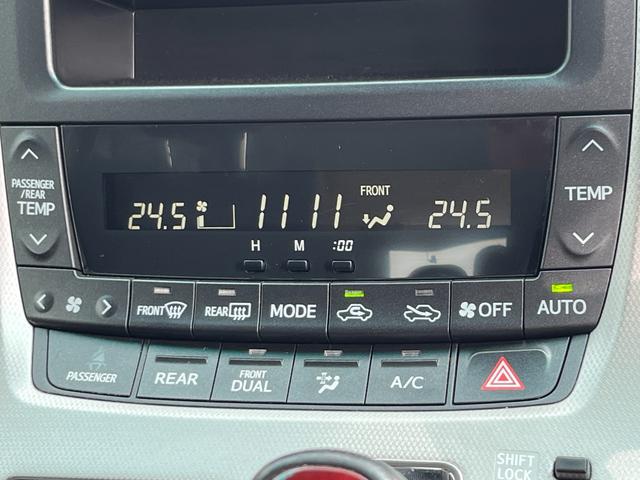 PASSENGER
/REAR
TEMP
FRONT
24.5 11 11 24.5
TEMP
H M :00
FRONT REAR MODE OFF AUTO
PASSENGER REAR FRONT DUAL A/C
SHIFT
LOCK